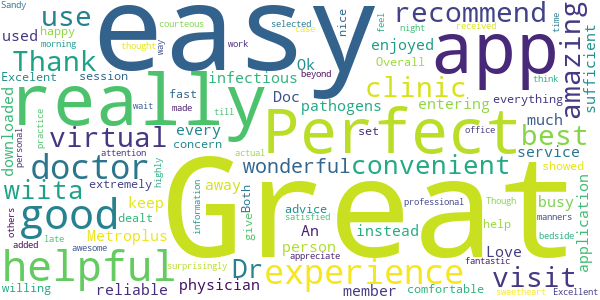 Sandy
courteous
selected
nice
feel
case
happy
morning
thought
way
work
night
received
time
easy
app
use
used
recommend
amazing
sufficient
Thank
enjoyed
Ok
Overall
Excelent
session
infectious
fast
beyond
think
everything
really
clinic
downloaded
personal
practice
wait
made
till
Doc
pathogens
entering
virtual
every
concern
Perfect
set
office
much
best
attention
actual
doctor
extremely
highly
wonderful
convenient
service
showed
application
wiita
good
keep
away
information
give
Both
satisfied
advice
professional
Though
busy
manners
others
dealt
An
instead
help
bedside
added
late
Metroplus
person
Love
Great
helpful
awesome
Dr
experience
appreciate
fantastic
visit
willing
reliable
surprisingly
physician
member
comfortable
sweetheart
Excellent